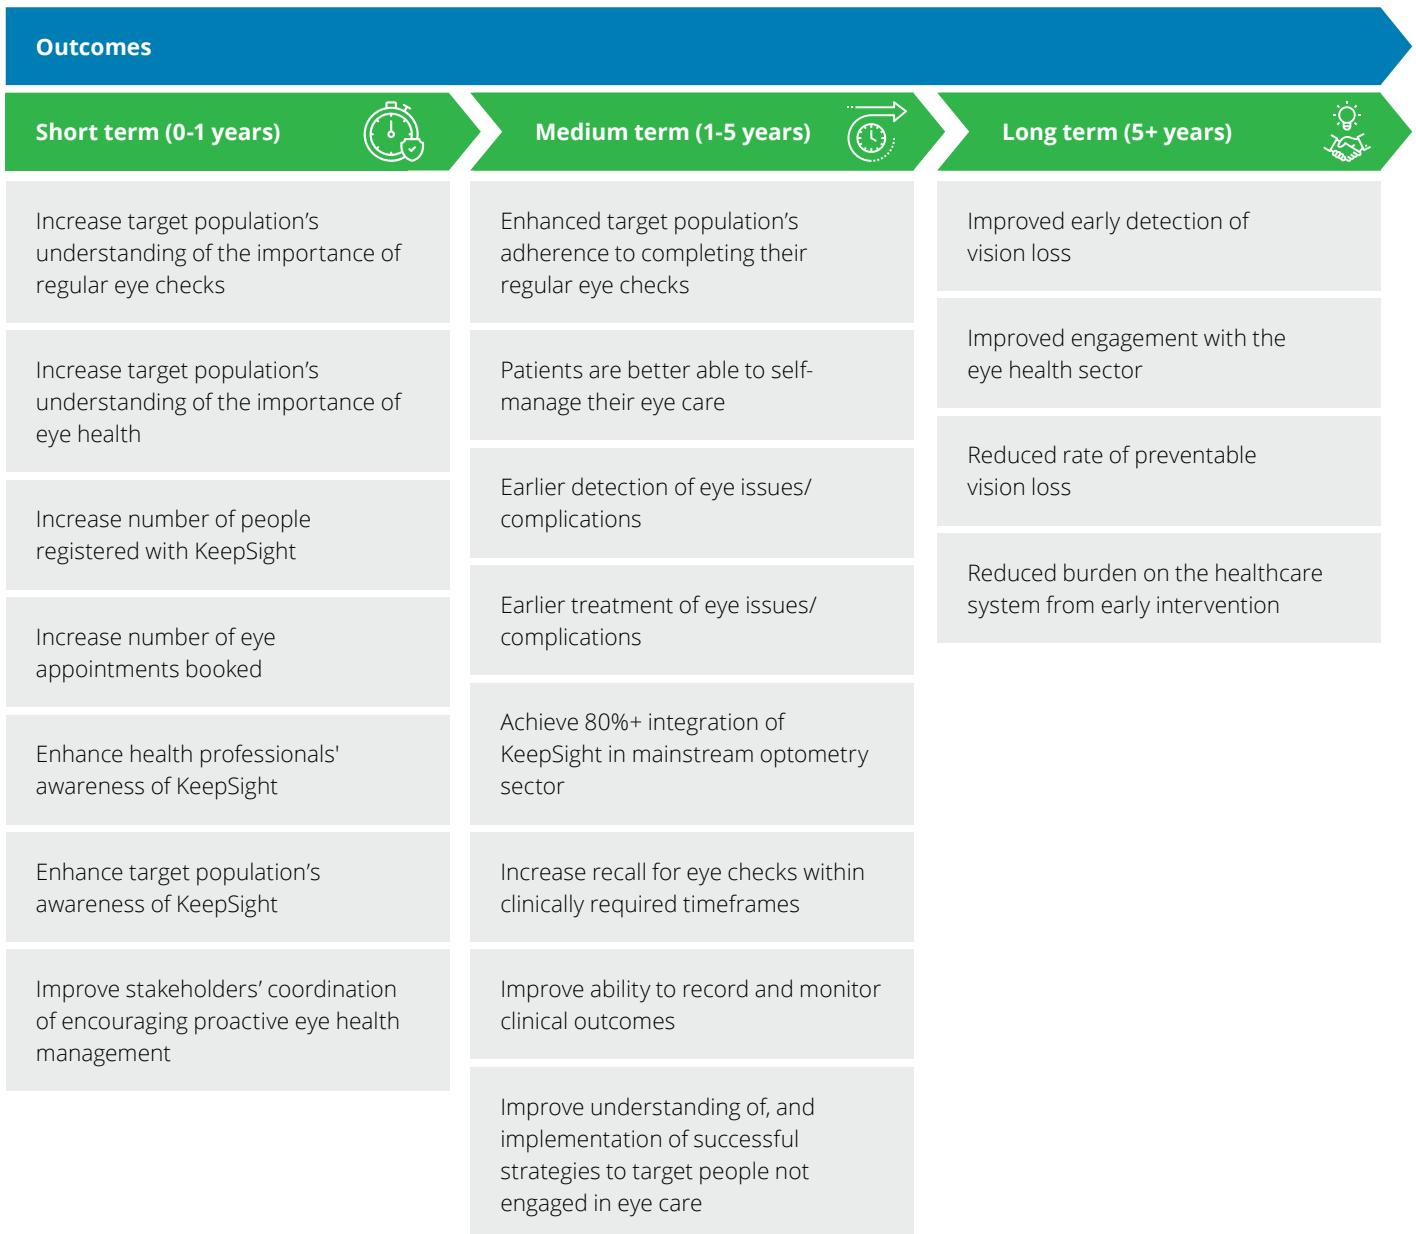 Outcomes
Short term (0-1 years)
Increase target population’s
understanding of the importance of
regular eye checks
Increase target population’s
understanding of the importance of
eye health
Increase number of people
registered with KeepSight
Increase number of eye
appointments booked
Enhance health professionals'
awareness of KeepSight
Enhance target population’s
awareness of KeepSight
Improve stakeholders’ coordination
of encouraging proactive eye health
management
Medium term (1-5 years)
Enhanced target population’s
adherence to completing their
regular eye checks
Patients are better able to self-
manage their eye care
Earlier detection of eye issues/
complications
Earlier treatment of eye issues/
complications
Achieve 80%+ integration of
KeepSight in mainstream optometry
sector
Increase recall for eye checks within
clinically required timeframes
Improve ability to record and monitor
clinical outcomes
Improve understanding of, and
implementation of successful
strategies to target people not
engaged in eye care
Long term (5+ years)
Improved early detection of
vision loss
Improved engagement with the
eye health sector
Reduced rate of preventable
vision loss
Reduced burden on the healthcare
system from early intervention